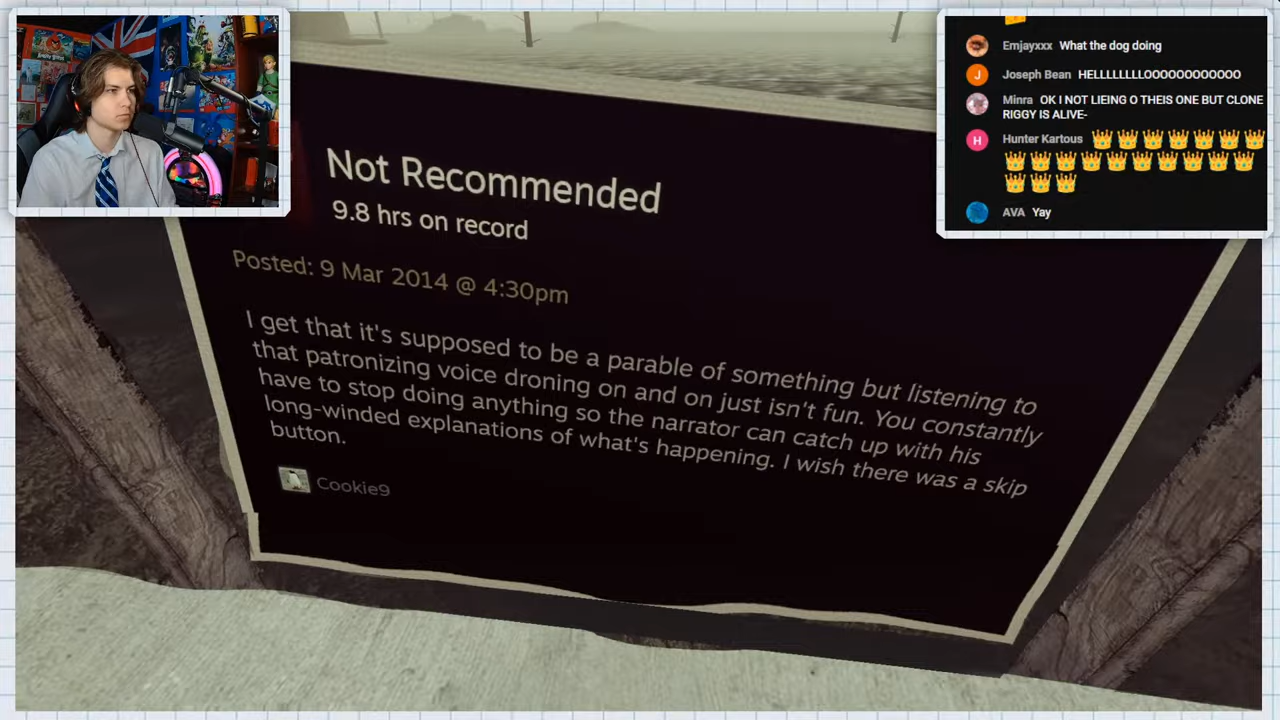 Emjayxxx What the dog doing
Joseph Bean HELLLLLLLLOOOOOOOOOOOO
Minra OK I NOT LIEING O THEIS ONE BUT CLONE
RIGGY IS ALIVE-
Hunter Kartous 👑👑👑👑👑👑👑
👑👑👑👑👑👑👑👑👑👑
👑👑👑
AVA Yay
Not Recommended
9.8 hrs on record
Posted: 9 Mar 2014 @ 4:30pm
I get that it's supposed to be a parable of something but listening to
that patronizing voice droning on and on just isn't fun. You constantly
have to stop doing anything so the narrator can catch up with his
long-winded explanations of what's happening. I wish there was a skip
button.
Cookie9